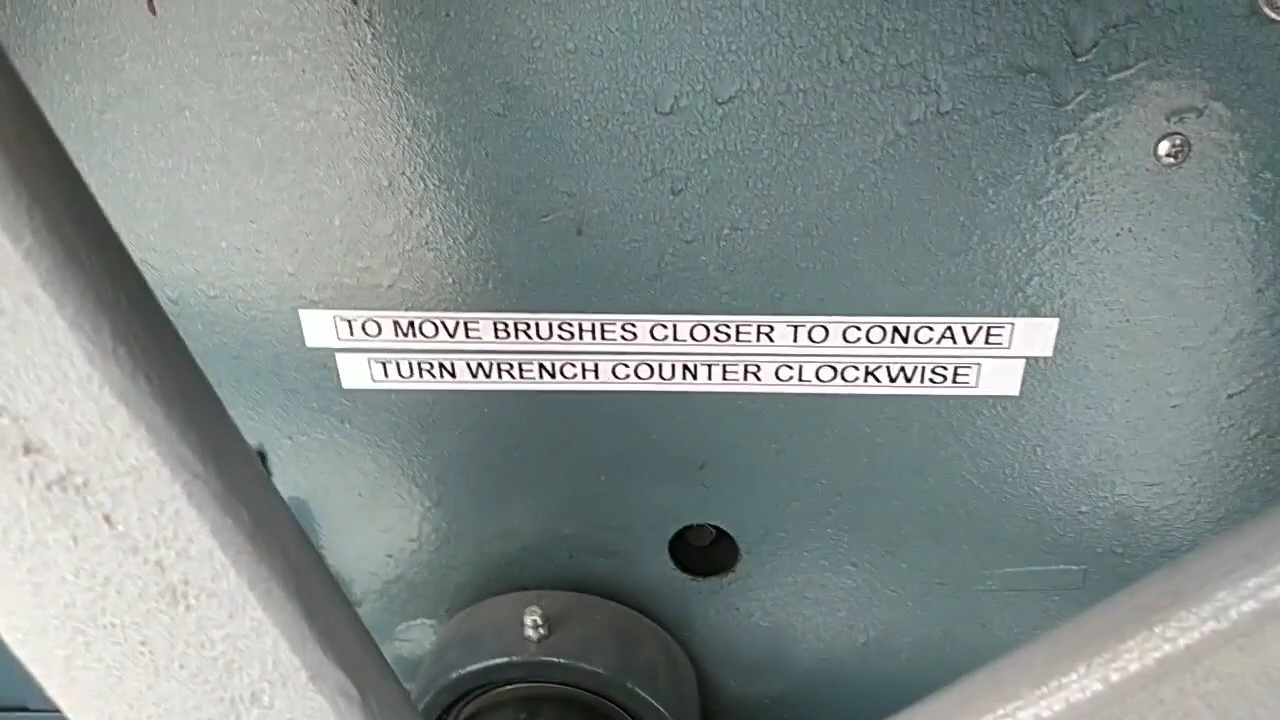 TO MOVE BRUSHES CLOSER TO CONCAVE
TURN WRENCH COUNTER CLOCKWISE